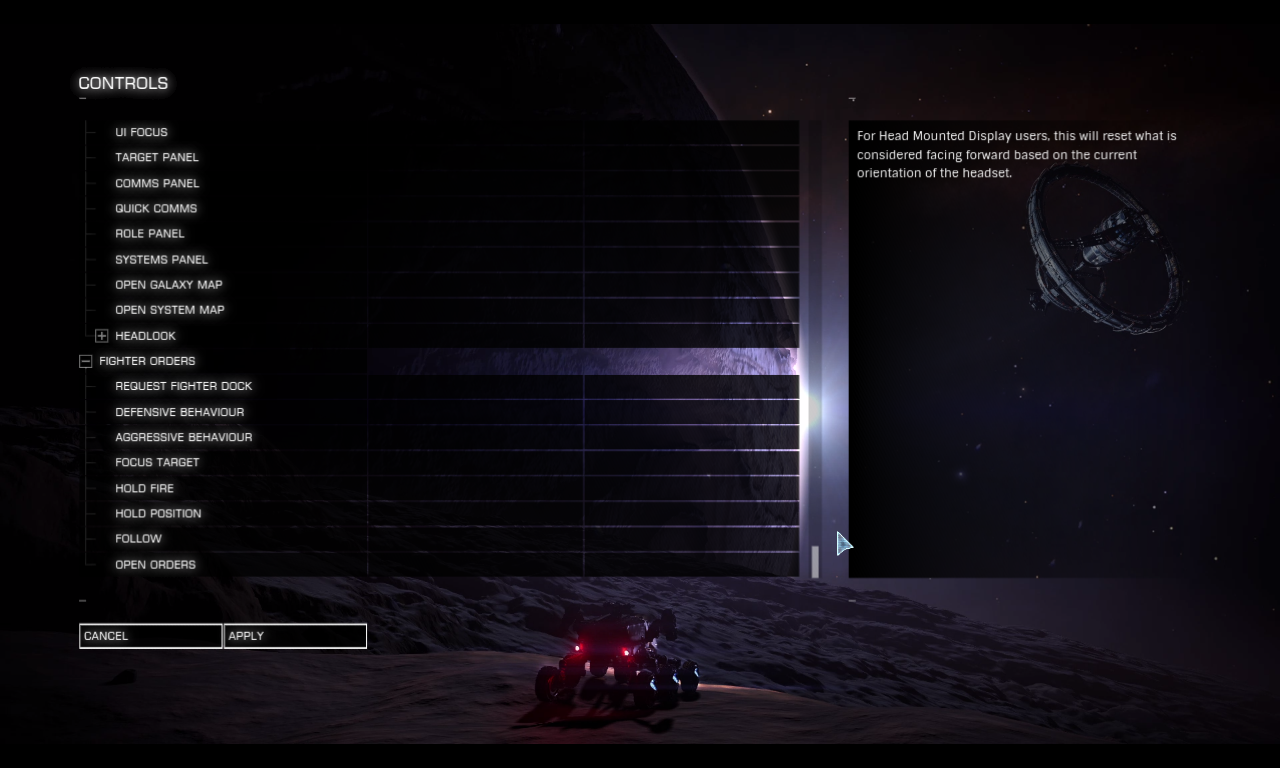 CONTROLS
UI FOCUS
TARGET PANEL
COMMS PANEL
QUICK COMMS
ROLE PANEL
SYSTEMS PANEL
OPEN GALAXY MAP
OPEN SYSTEM MAP
HEADLOOK
FIGHTER ORDERS
REQUEST FIGHTER DOCK
DEFENSIVE BEHAVIOUR
AGGRESSIVE BEHAVIOUR
FOCUS TARGET
HOLD FIRE
HOLD POSITION
FOLLOW
OPEN ORDERS
CANCEL
APPLY
For Head Mounted Display users, this will reset what is
considered facing forward based on the current
orientation of the headset.